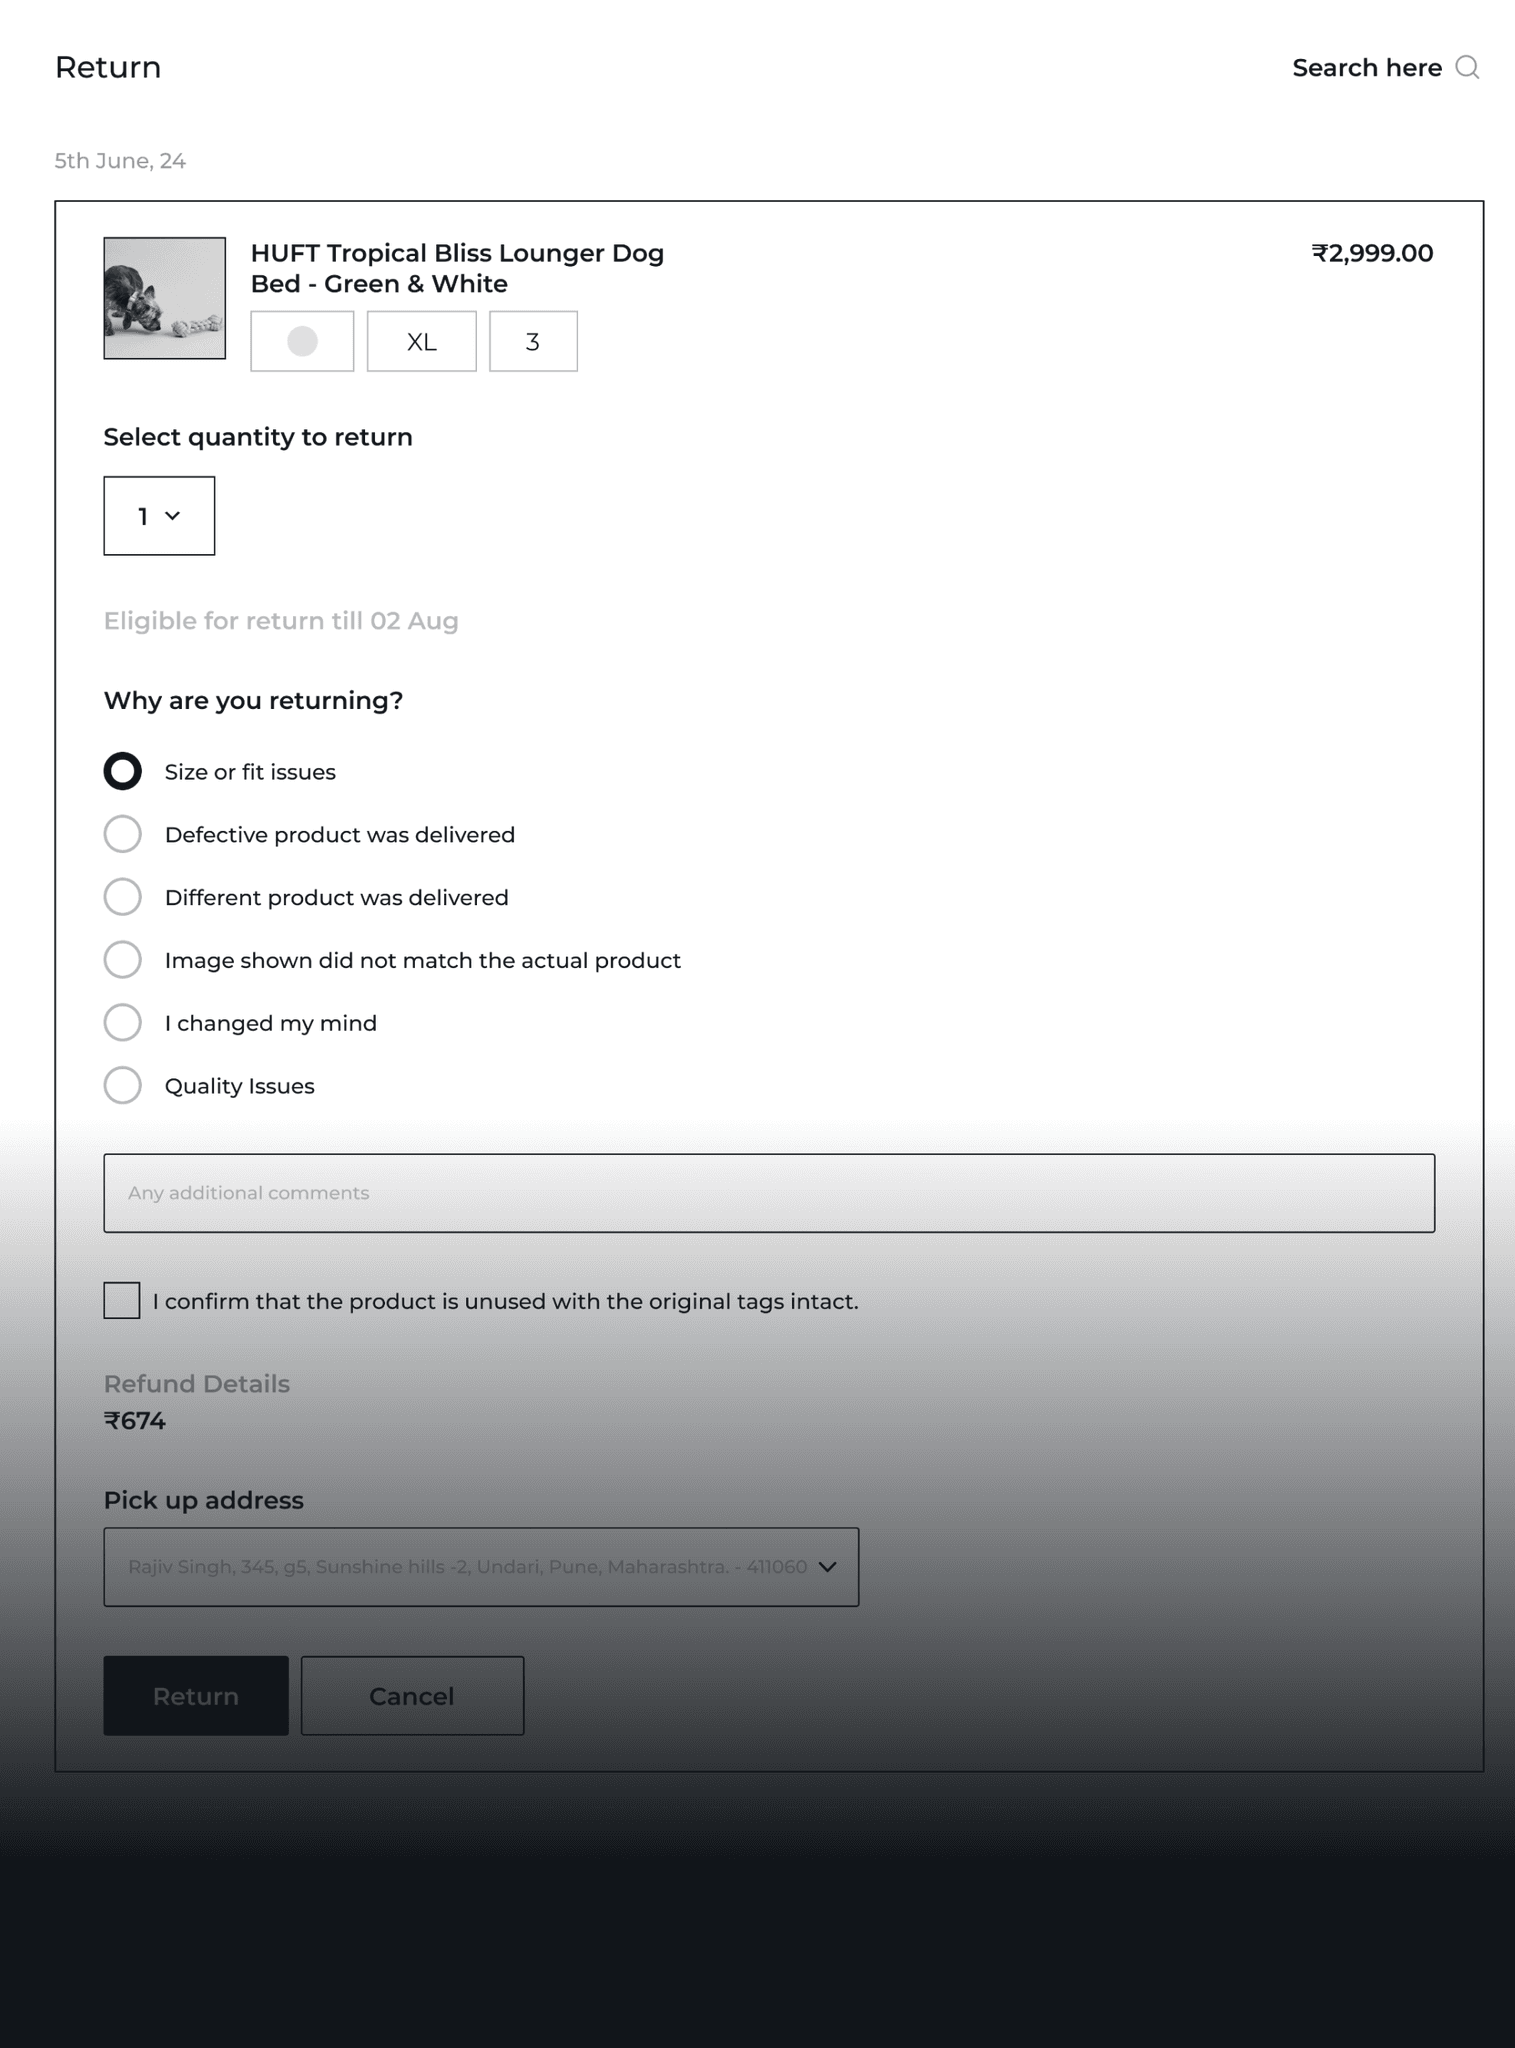 Return
Search here
5th June, 24
HUFT Tropical Bliss Lounger Dog
Bed - Green & White
₹2,999.00
XL
3
Select quantity to return
1
Eligible for return till 02 Aug
Why are you returning?
Size or fit issues
Defective product was delivered
Different product was delivered
Image shown did not match the actual product
I changed my mind
Quality Issues
Any additional comments
I confirm that the product is unused with the original tags intact.
Refund Details
₹674
Pick up address
Rajiv Singh, 345, g5, Sunshine hills -2, Undari, Pune, Maharashtra. - 411060
Return
Cancel